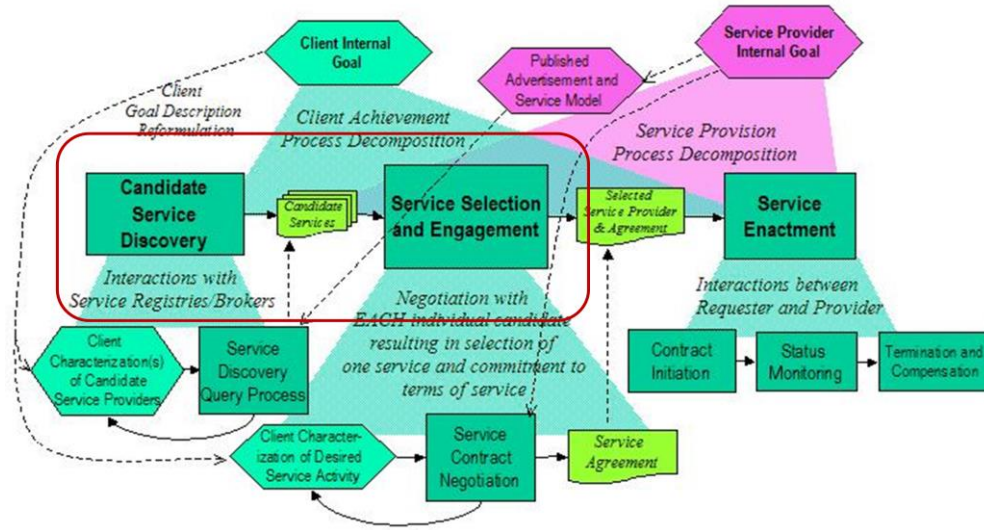 Client Internal
Goal
Service Provider
Internal Goal
Published
Advertisement and
Service Model
Client
Goal Description
Reformulation
Client Achievement
Process Decomposition
Service Provision
Process Decomposition
Candidate
Service
Discovery
Candidate
Services
Service Selection
and Engagement
Selected
Service Provider
& Agreement
Service
Enactment
Interactions with
Service Registries/Brokers
Negotiation with
EACH individual candidate
resulting in selection of
one service and commitment to
terms of service
Interactions between
Requester and Provider
Client
Characterization(s)
of Candidate
Service Providers
Service
Discovery
Query Process
Contract
Initiation
Status
Monitoring
Termination and
Compensation
Client Character-
ization of Desired
Service Activity
Service
Contract
Negotiation
Service
Agreement